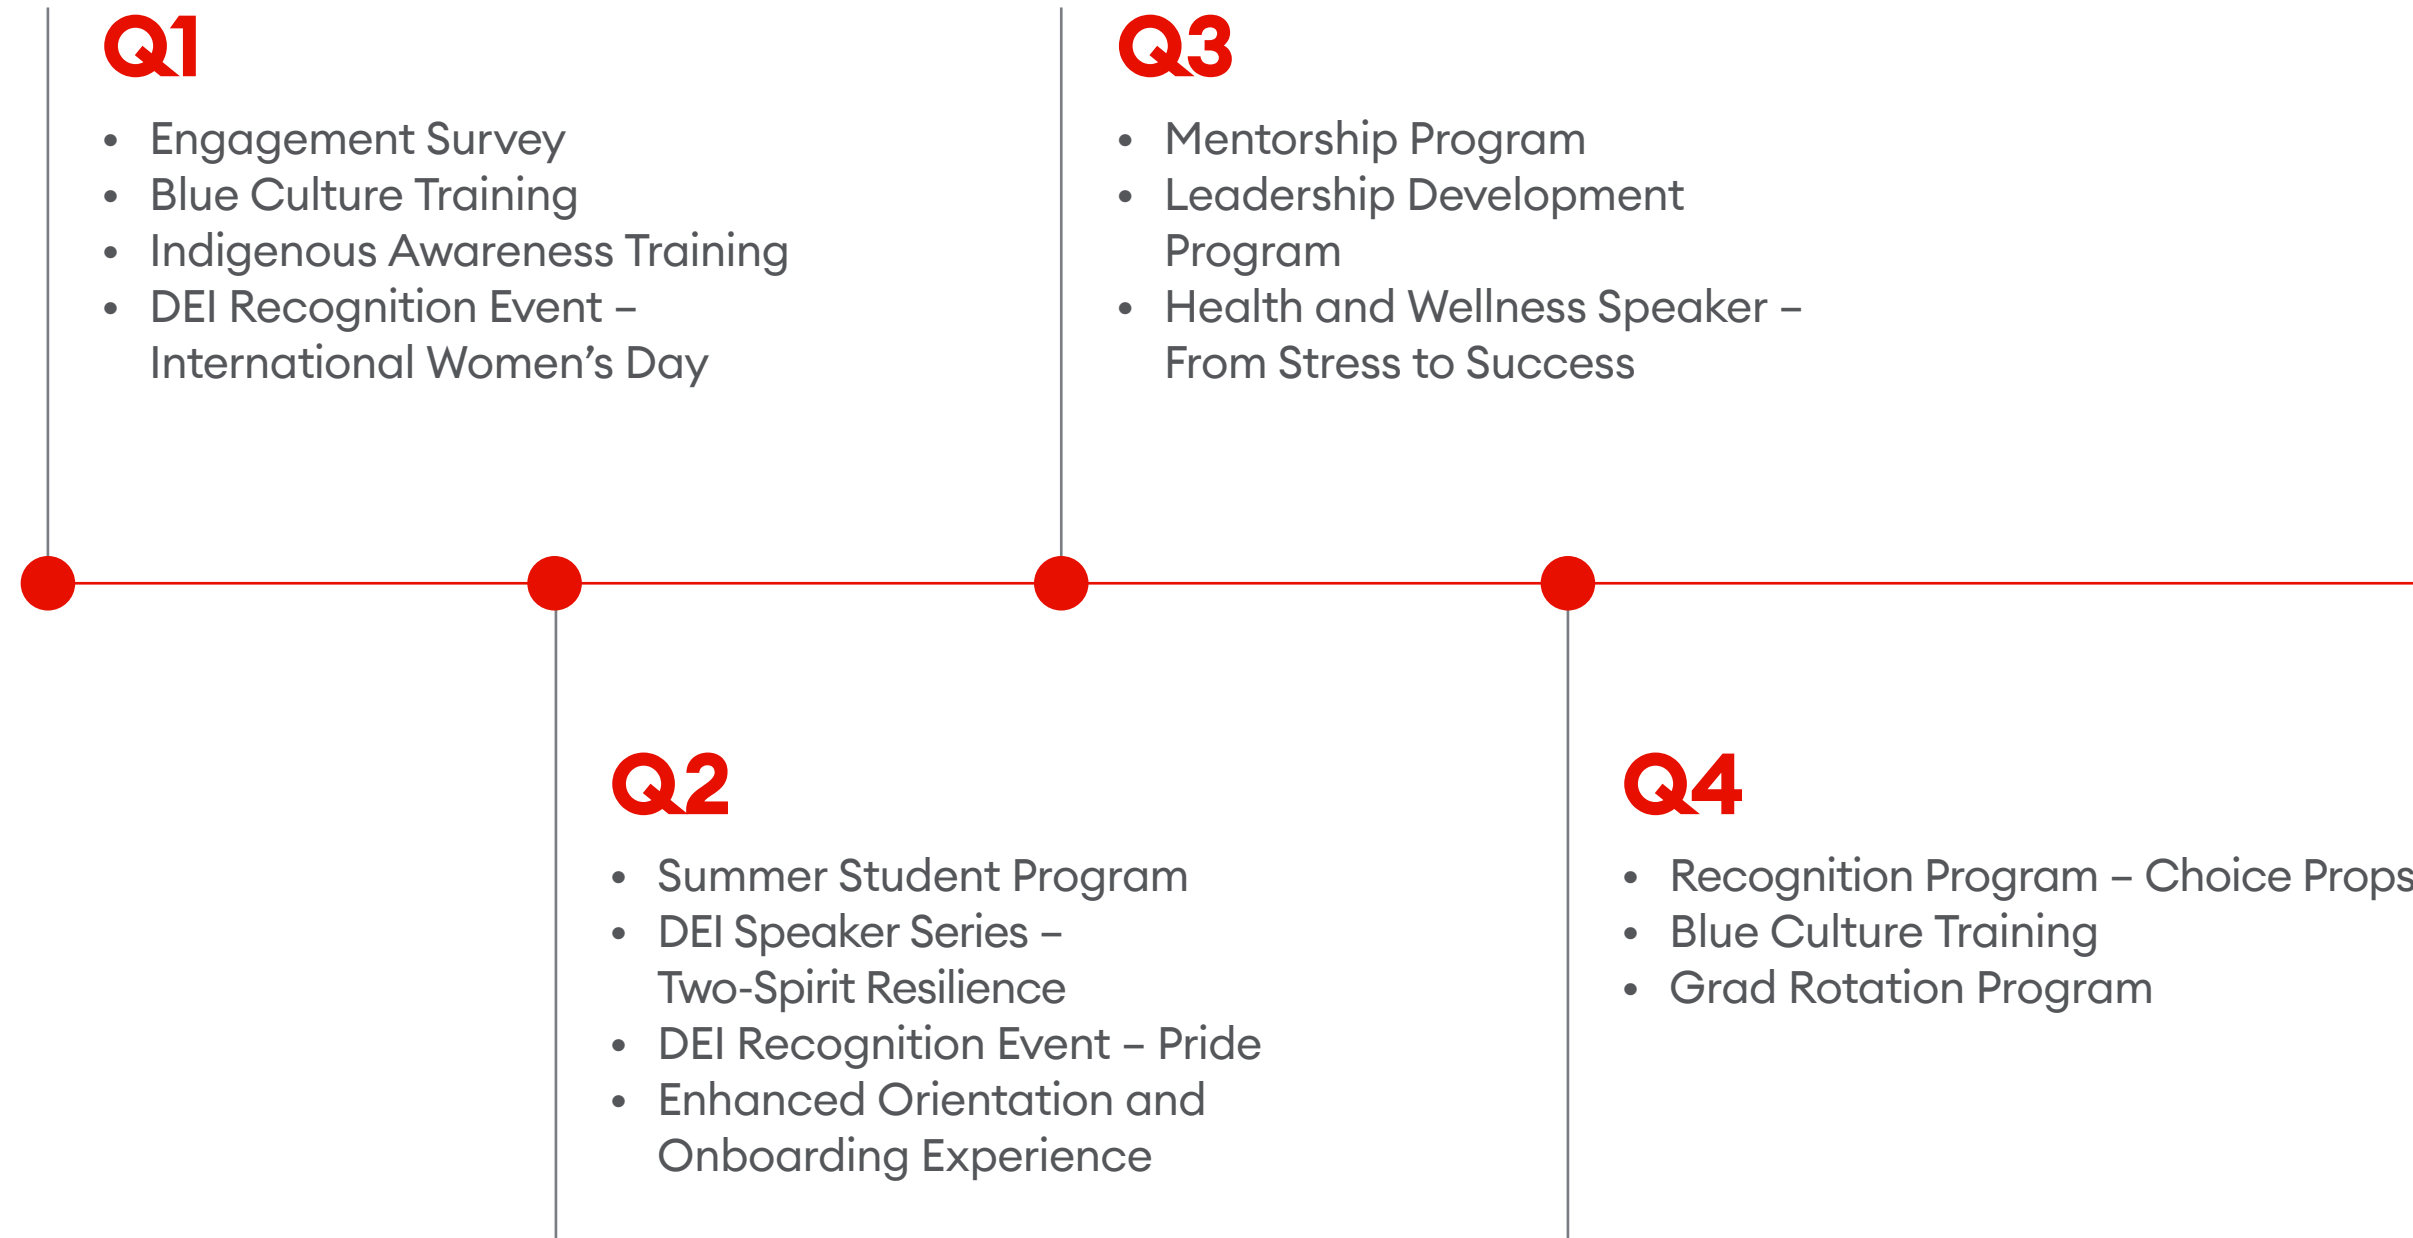 Q1
• Engagement Survey
• Blue Culture Training
• Indigenous Awareness Training
• DEI Recognition Event –
International Women’s Day
Q2
• Summer Student Program
• DEI Speaker Series –
Two-Spirit Resilience
• DEI Recognition Event – Pride
• Enhanced Orientation and
Onboarding Experience
Q3
• Mentorship Program
• Leadership Development
Program
• Health and Wellness Speaker –
From Stress to Success
Q4
• Recognition Program – Choice Props
• Blue Culture Training
• Grad Rotation Program